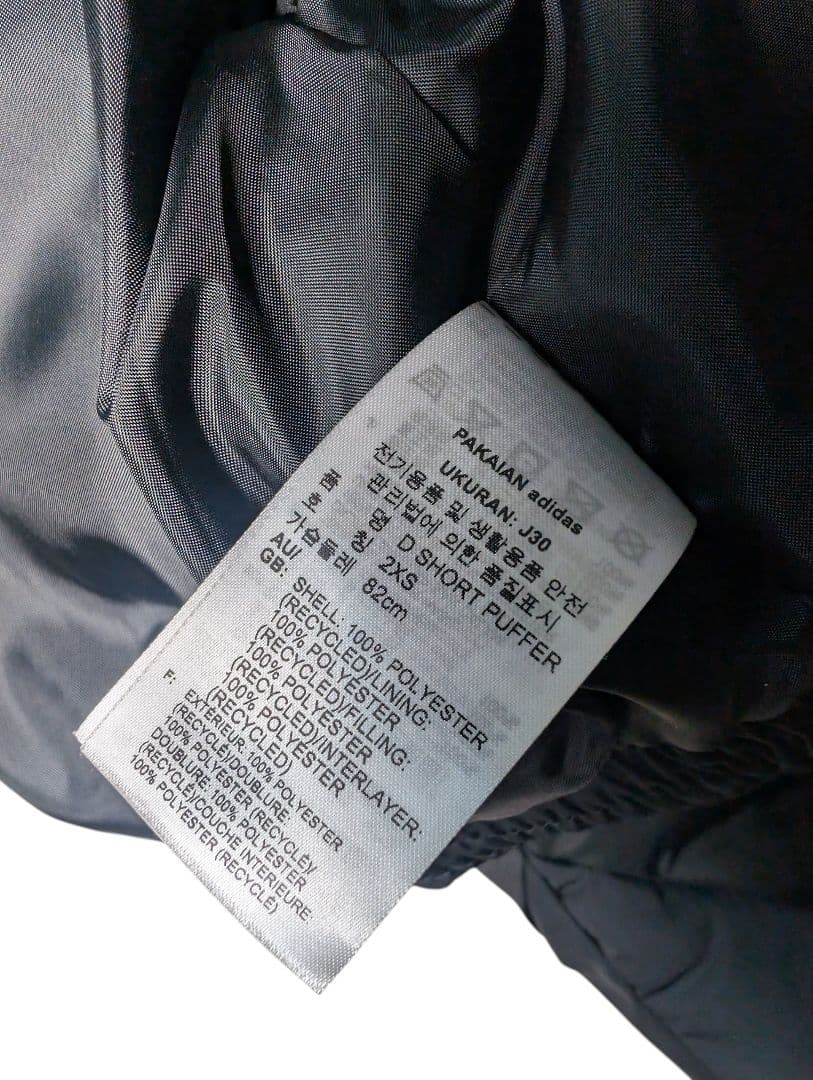 PAKAIAN adidas
UKURAN: J30
전기용품 및 생활용품 안전
관리법에 의한 품질표시
품 명 D SHORT PUFFER
호 칭 2XS
가슴둘레 82cm
AU/
GB: SHELL: 100% POLYESTER
(RECYCLED)/LINING:
100% POLYESTER
(RECYCLED)/FILLING:
100% POLYESTER
(RECYCLED)/INTERLAYER:
100% POLYESTER
(RECYCLED)
F: EXTÉRIEUR: 100% POLYESTER
(RECYCLÉ)/DOUBLURE:
100% POLYESTER (RECYCLÉ)/
DOUBLURE: 100% POLYESTER
(RECYCLÉ)/COUCHE INTÉRIEURE:
100% POLYESTER (RECYCLÉ)